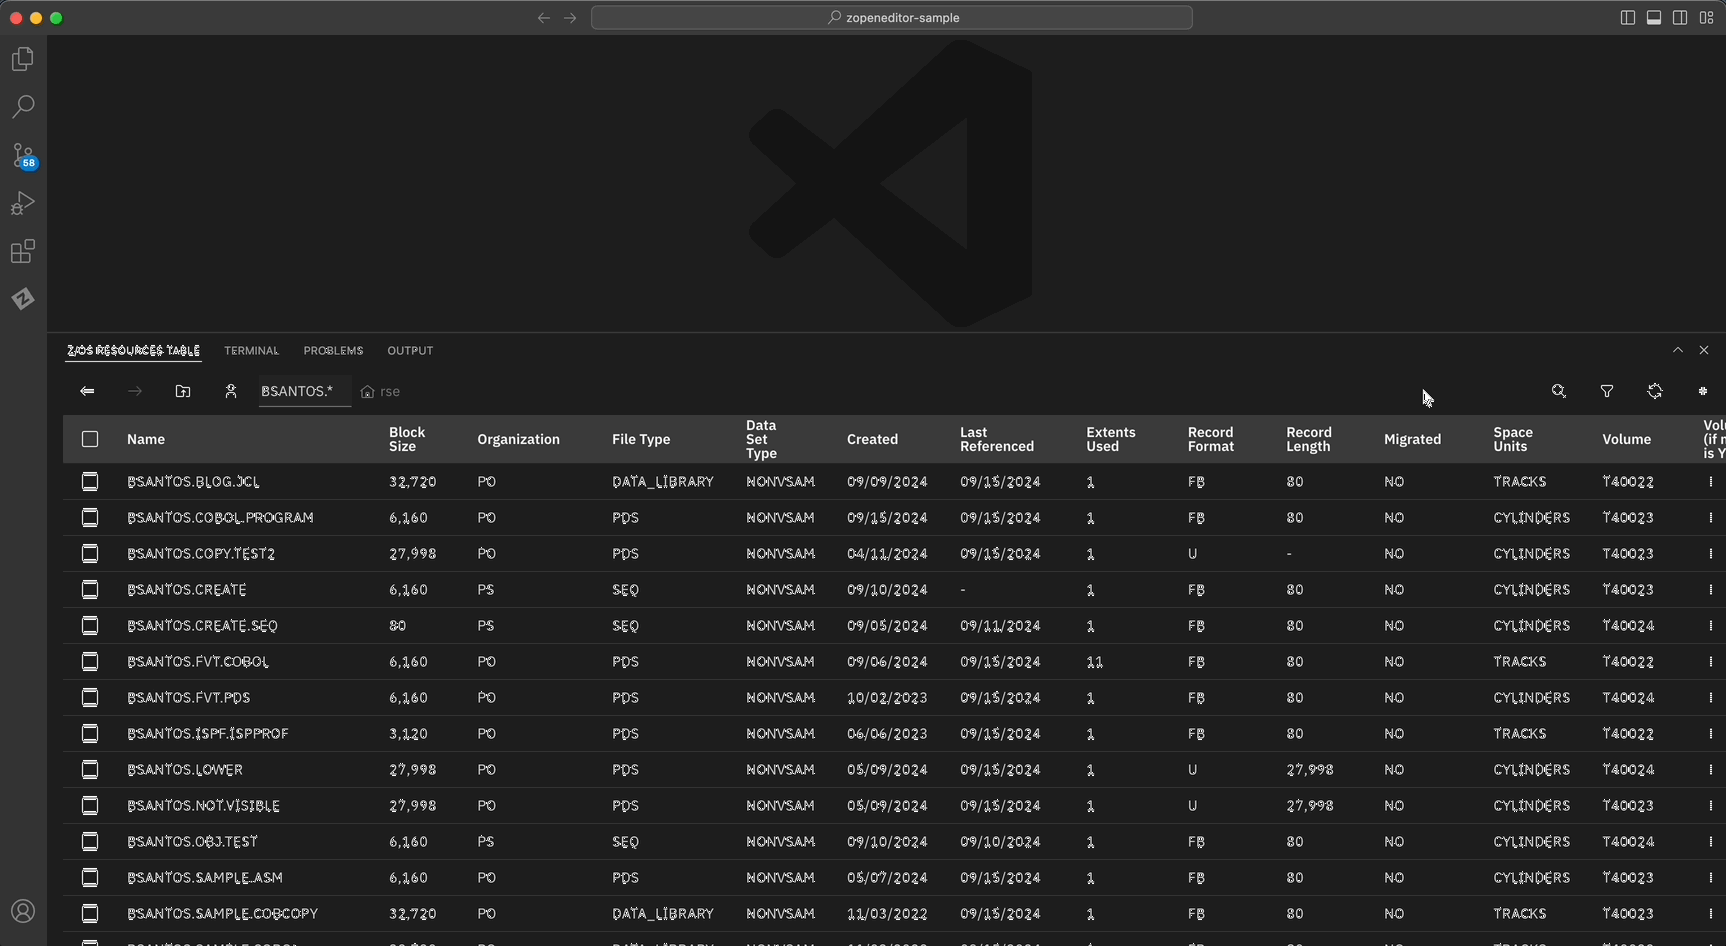 zopeneditor-sample
58
Z/OS RESOURCES TABLE TERMINAL PROBLEMS OUTPUT
BSANTOS.* rse
Name Block Size Organization File Type Data Set Type Created Last Referenced Extents Used Record Format Record Length Migrated Space Units Volume
BSANTOS.BLOG.JCL 32,720 PO DATA_LIBRARY NONVSAM 09/09/2024 09/15/2024 1 FB 80 NO TRACKS T40022
BSANTOS.COBOL.PROGRAM 6,160 PO PDS NONVSAM 09/15/2024 09/15/2024 1 FB 80 NO CYLINDERS T40023
BSANTOS.COPY.TEST2 27,998 PO PDS NONVSAM 04/11/2024 09/15/2024 1 U - NO CYLINDERS T40023
BSANTOS.CREATE 6,160 PS SEQ NONVSAM 09/10/2024 - 1 FB 80 NO CYLINDERS T40023
BSANTOS.CREATE.SEQ 80 PS SEQ NONVSAM 09/05/2024 09/11/2024 1 FB 80 NO CYLINDERS T40024
BSANTOS.FVT.COBOL 6,160 PO PDS NONVSAM 09/06/2024 09/15/2024 11 FB 80 NO TRACKS T40022
BSANTOS.FVT.PDS 6,160 PO PDS NONVSAM 10/02/2023 09/15/2024 1 FB 80 NO CYLINDERS T40024
BSANTOS.ISPF.ISPPROF 3,120 PO PDS NONVSAM 06/06/2023 09/15/2024 1 FB 80 NO TRACKS T40022
BSANTOS.LOWER 27,998 PO PDS NONVSAM 05/09/2024 09/15/2024 1 U 27,998 NO CYLINDERS T40024
BSANTOS.NOT.VISIBLE 27,998 PO PDS NONVSAM 05/09/2024 09/15/2024 1 U 27,998 NO CYLINDERS T40023
BSANTOS.OBJ.TEST 6,160 PS SEQ NONVSAM 09/10/2024 09/10/2024 1 FB 80 NO CYLINDERS T40024
BSANTOS.SAMPLE.ASM 6,160 PO PDS NONVSAM 05/07/2024 09/15/2024 1 FB 80 NO CYLINDERS T40023
BSANTOS.SAMPLE.COBCOPY 32,720 PO DATA_LIBRARY NONVSAM 11/03/2022 09/15/2024 1 FB 80 NO TRACKS T40023